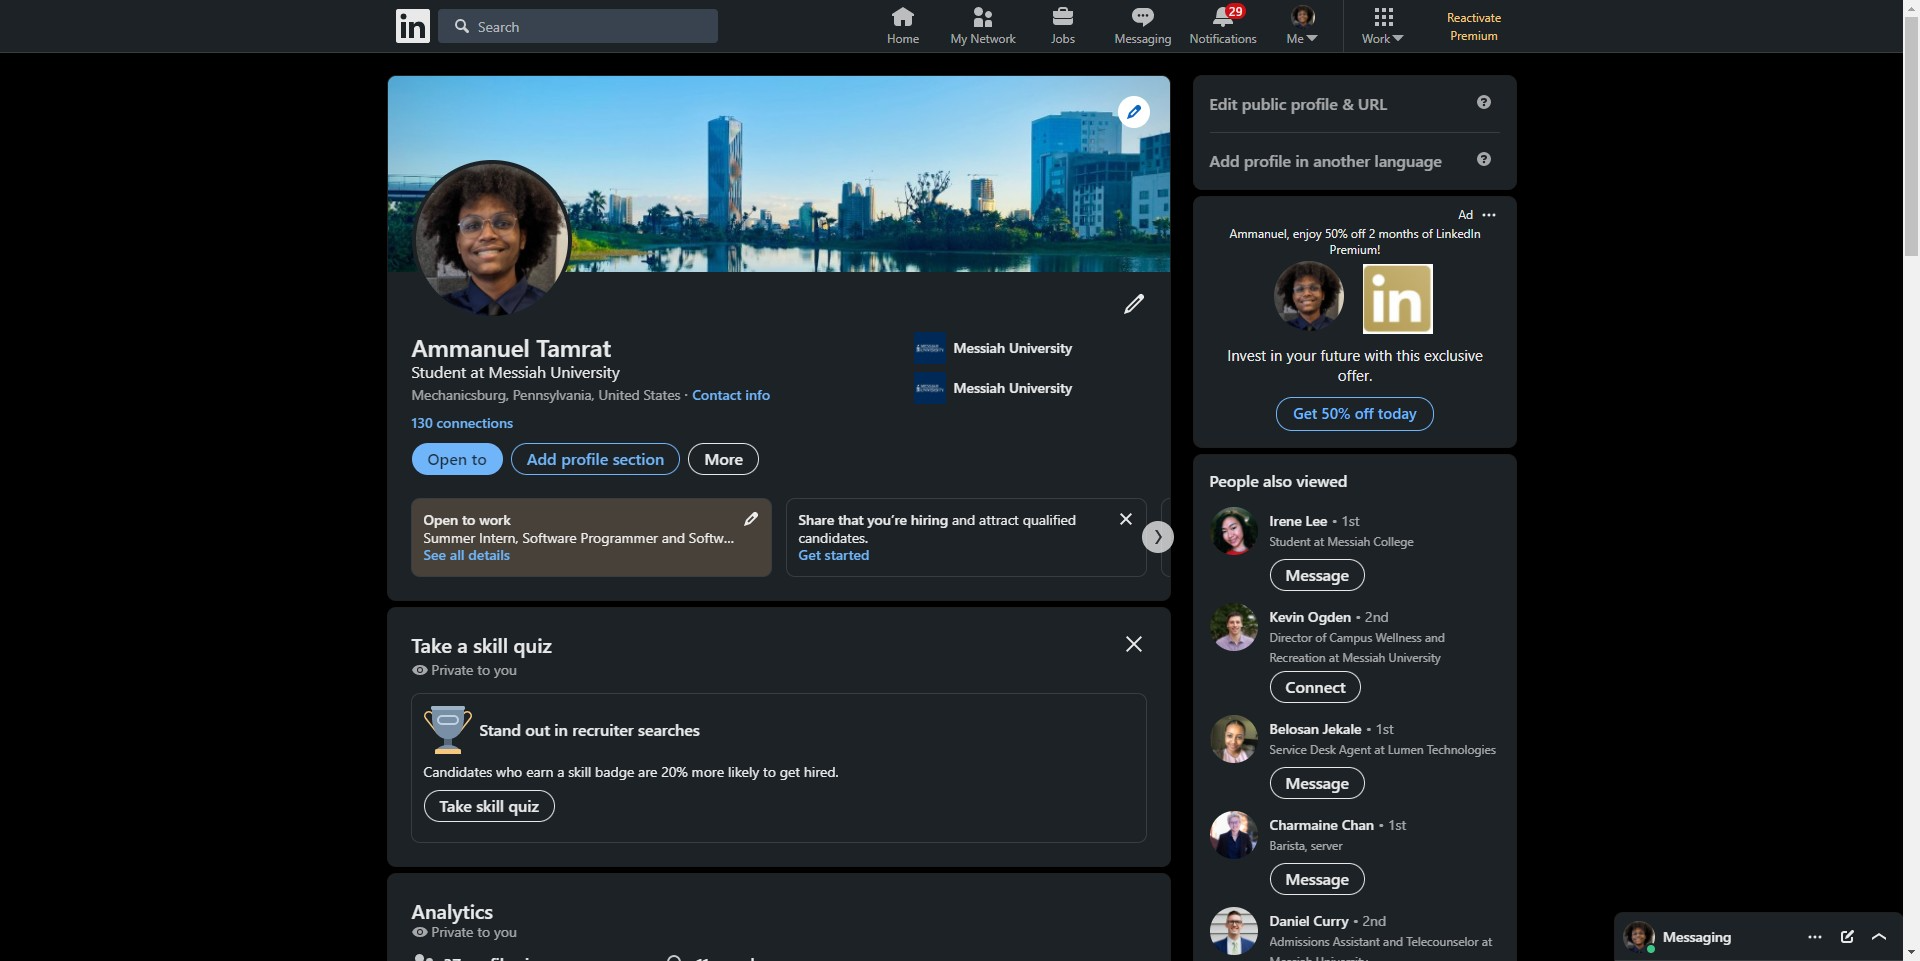 in
Search
Home
My Network
Jobs
Messaging
29
Notifications
Me
Work
Reactivate
Premium
Ammanuel Tamrat
Student at Messiah University
Mechanicsburg, Pennsylvania, United States · Contact info
130 connections
Messiah University
Messiah University
Open to
Add profile section
More
Open to work
Summer Intern, Software Programmer and Softw...
See all details
Share that you're hiring and attract qualified
candidates.
Get started
Take a skill quiz
Private to you
Stand out in recruiter searches
Candidates who earn a skill badge are 20% more likely to get hired.
Take skill quiz
Analytics
Private to you
Edit public profile & URL
Add profile in another language
Ad
Ammanuel, enjoy 50% off 2 months of LinkedIn
Premium!
in
Invest in your future with this exclusive
offer.
Get 50% off today
People also viewed
Irene Lee • 1st
Student at Messiah College
Message
Kevin Ogden • 2nd
Director of Campus Wellness and
Recreation at Messiah University
Connect
Belosan Jekale • 1st
Service Desk Agent at Lumen Technologies
Message
Charmaine Chan • 1st
Barista, server
Message
Daniel Curry • 2nd
Admissions Assistant and Telecounselor at
Messiah University
Messaging